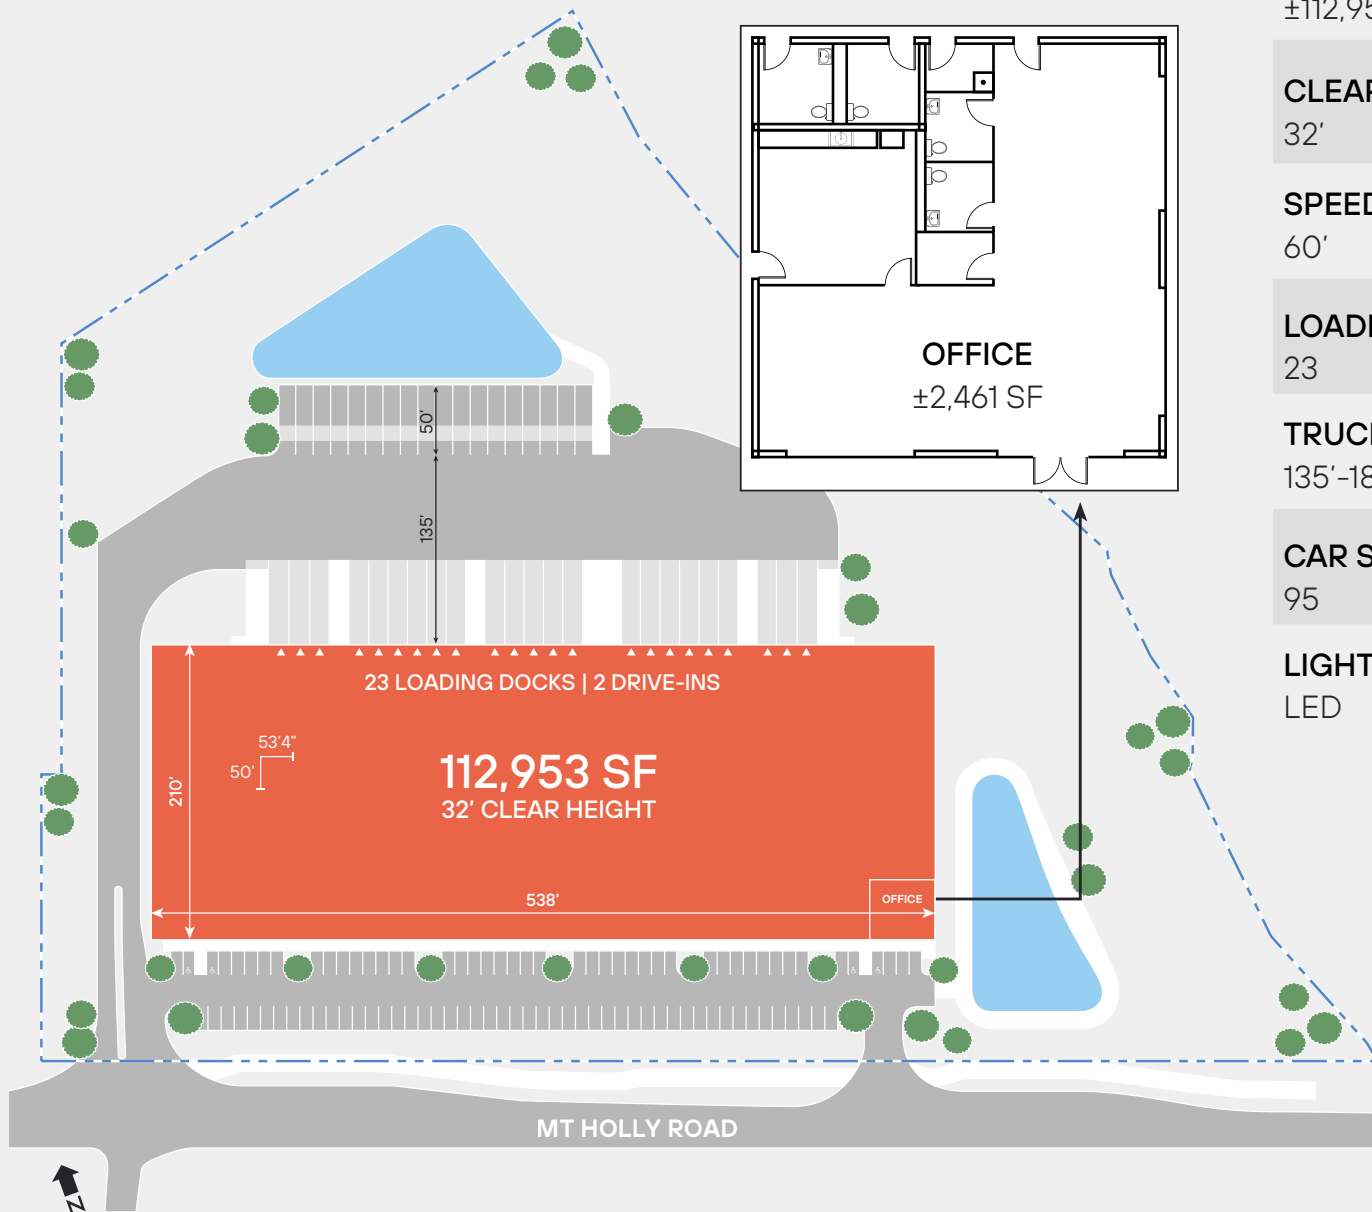 ±112,95
CLEAR
32'
SPEED
60'
LOADI
23
TRUCK
135'-18
CAR S
95
LIGHT
LED
OFFICE
±2,461 SF
50'
135'
23 LOADING DOCKS | 2 DRIVE-INS
53'4"
50'
210'
112,953 SF
32' CLEAR HEIGHT
538'
OFFICE
MT HOLLY ROAD
N